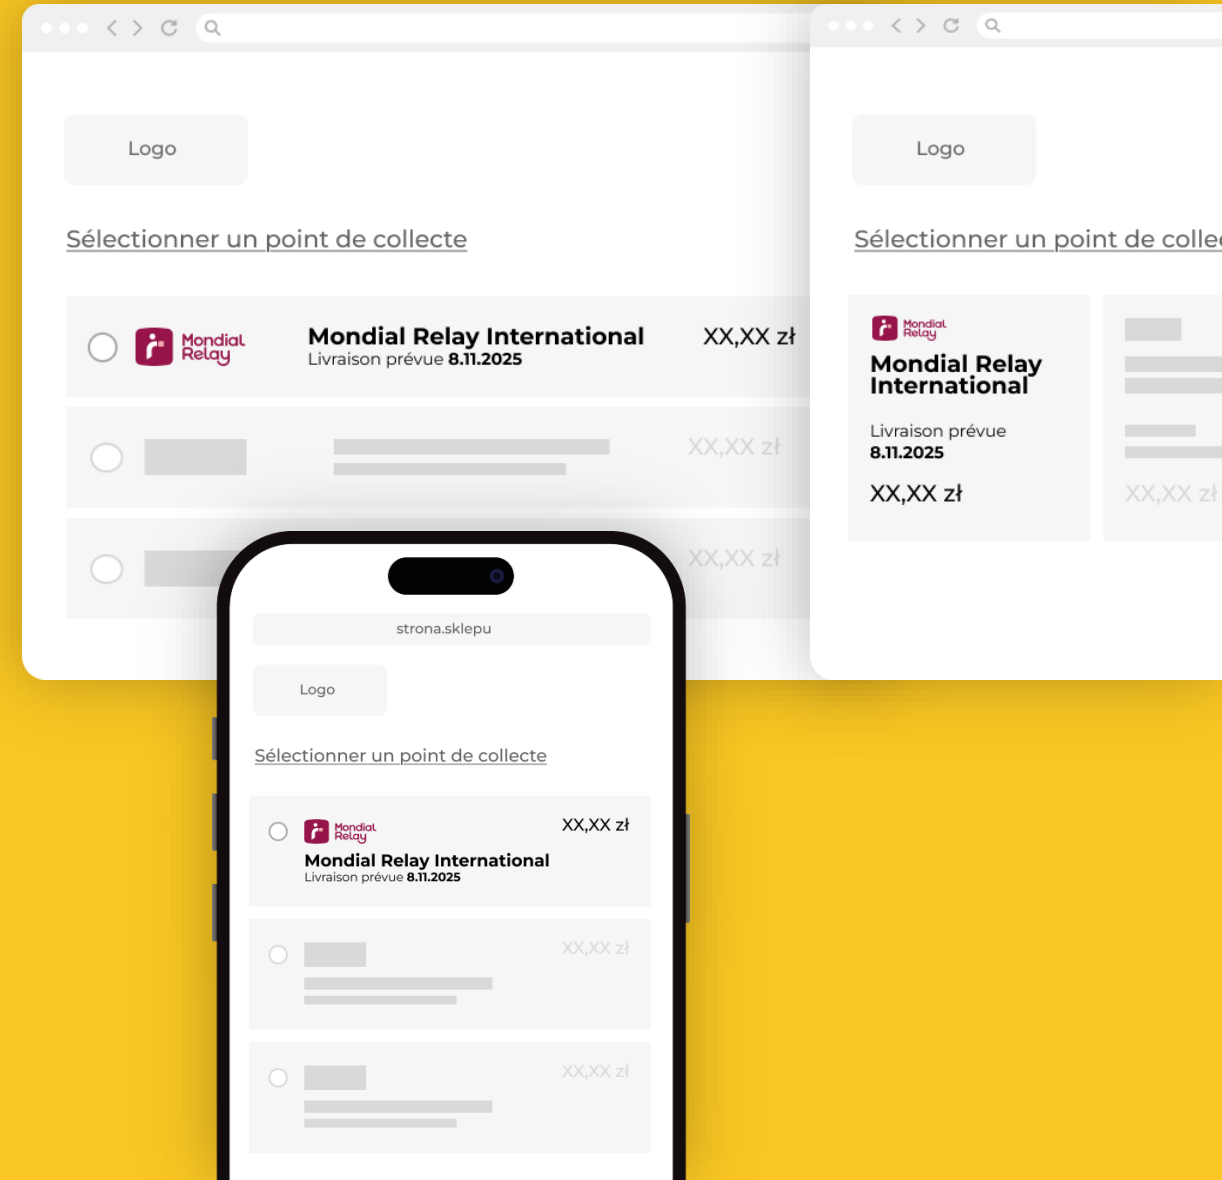 Logo
Sélectionner un point de collecte
Mondial
Relay
Mondial Relay International
Livraison prévue 8.11.2025
XX,XX zł
XX,XX zł
XX,XX zł
Logo
Sélectionner un point de colle
Mondial
Relay
Mondial Relay
International
Livraison prévue
8.11.2025
XX,XX zł
XX,XX zł
strona.sklepu
Logo
Sélectionner un point de collecte
Mondial
Relay
XX,XX zł
Mondial Relay International
Livraison prévue 8.11.2025
XX,XX zł
XX,XX zł